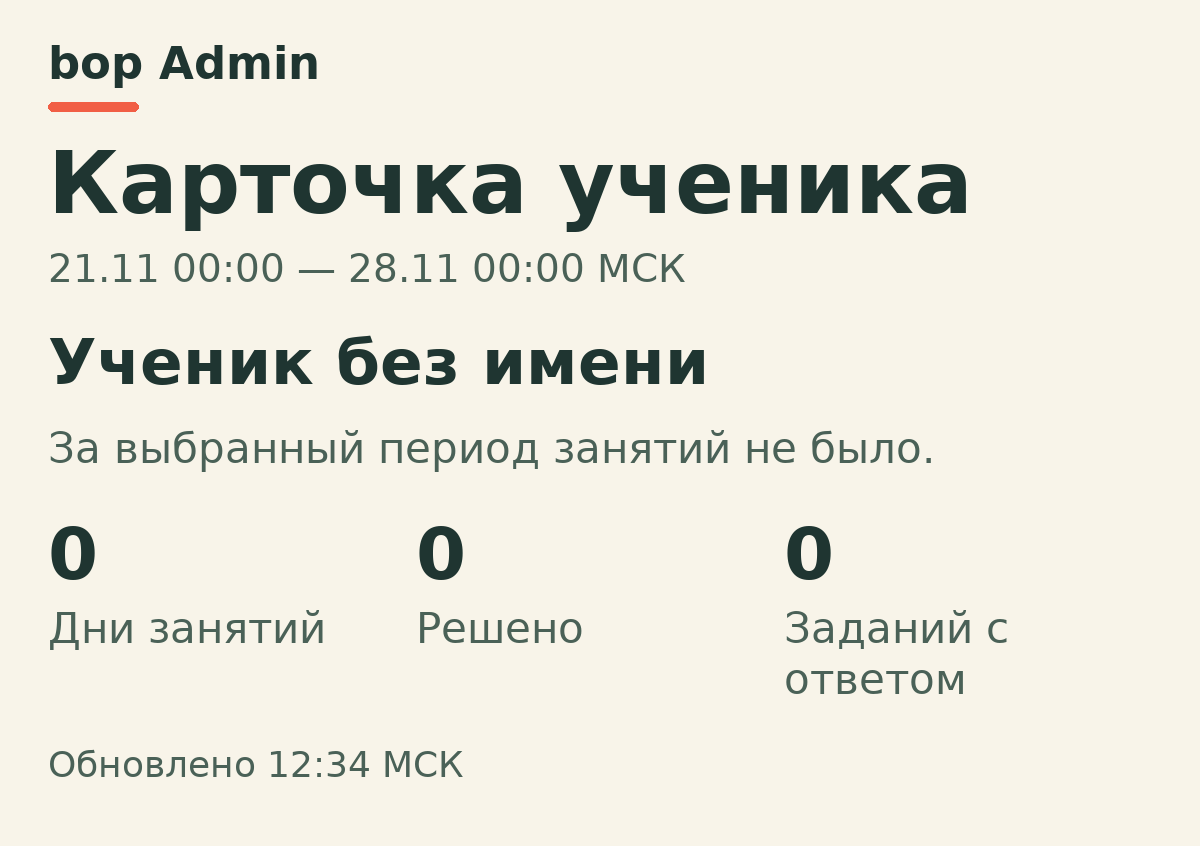 bop Admin
Карточка ученика
21.11 00:00 — 28.11 00:00 МСК
Ученик без имени
За выбранный период занятий не было.
0 0 0
Дни занятий Решено Заданий с
ответом
Обновлено 12:34 МСК